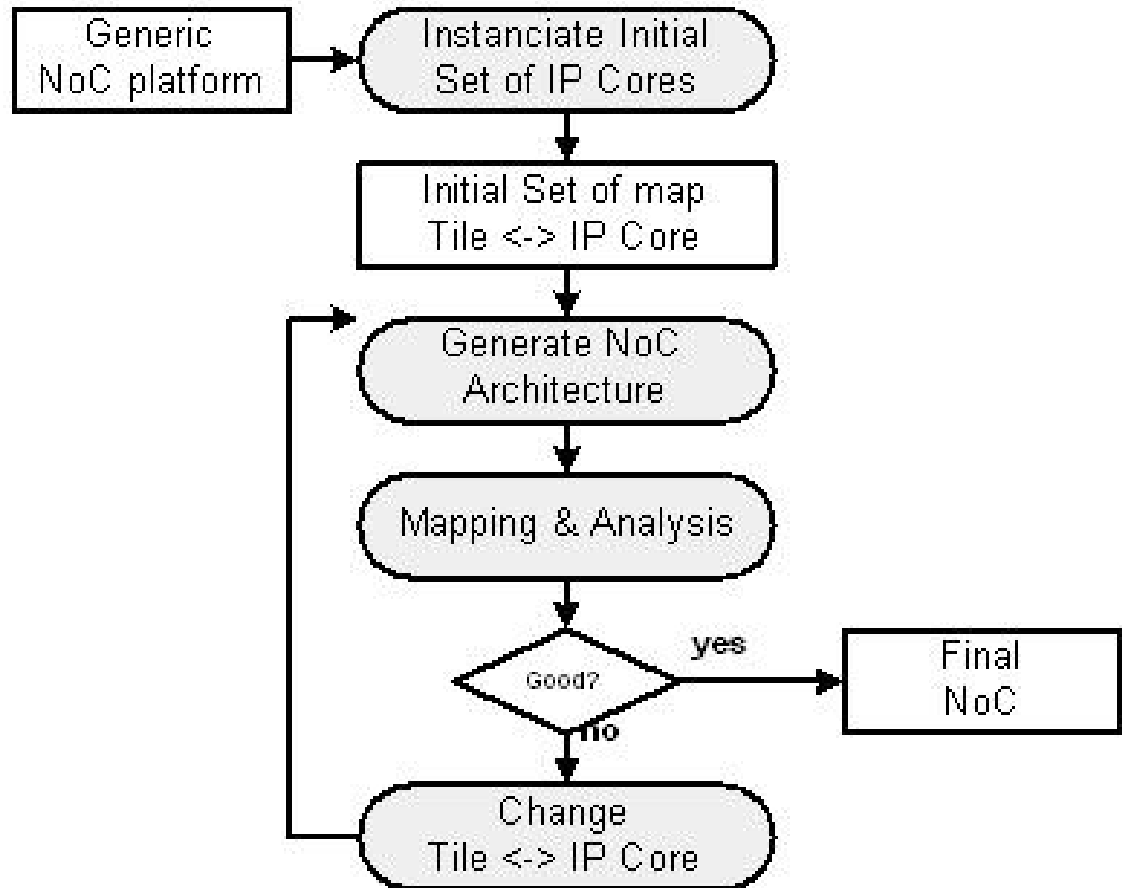 Generic
NoC platform
Instanciate Initial
Set of IP Cores
Initial Set of map
Tile <-> IP Core
Generate NoC
Architecture
Mapping & Analysis
Good?
yes
Final
NoC
no
Change
Tile <-> IP Core